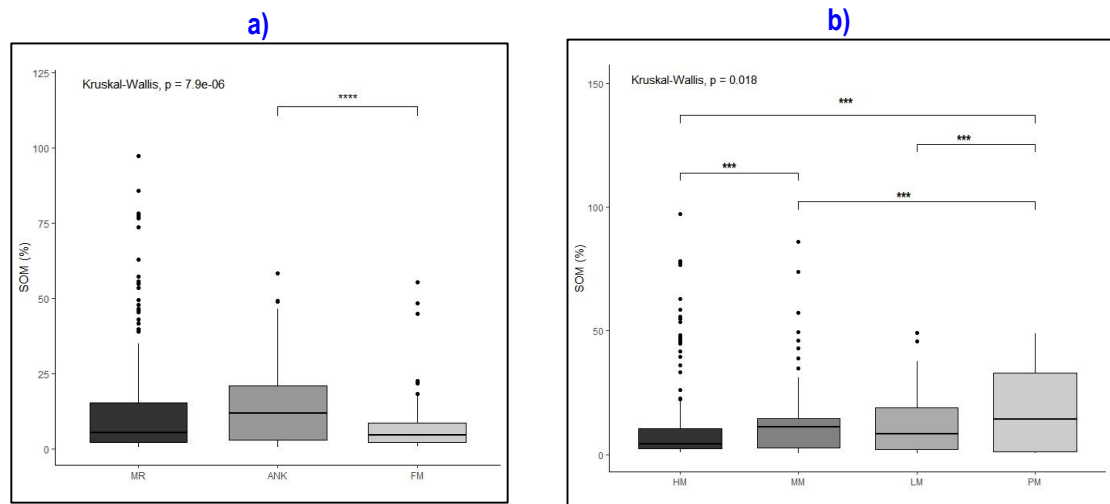 a)
Kruskal-Wallis, p = 7.9e-06
****
125
100
75
50
25
0
SOM (%)
MR ANK FM
b)
Kruskal-Wallis, p = 0.018
***
***
***
***
150
100
50
0
SOM (%)
HM MM LM PM